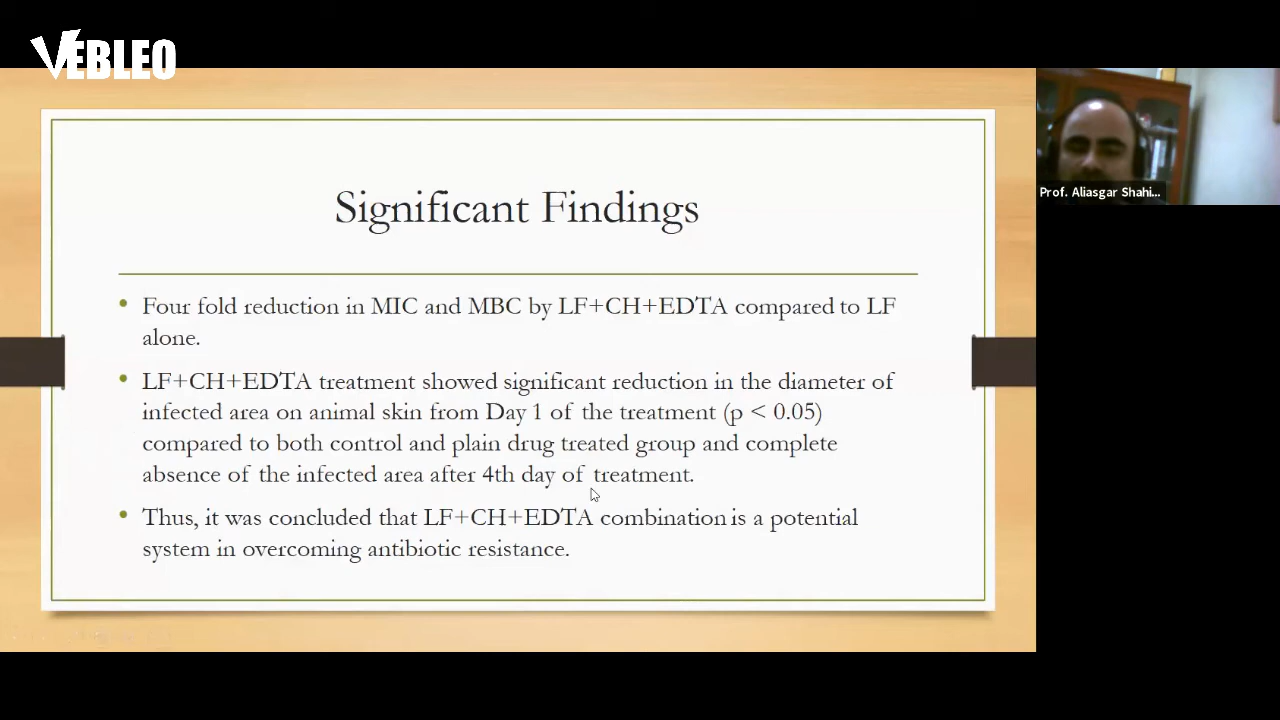 VEBLEO
Prof. Aliasgar Shahi...
Significant Findings
• Four fold reduction in MIC and MBC by LF+CH+EDTA compared to LF
alone.
• LF+CH+EDTA treatment showed significant reduction in the diameter of
infected area on animal skin from Day 1 of the treatment (p < 0.05)
compared to both control and plain drug treated group and complete
absence of the infected area after 4th day of treatment.
• Thus, it was concluded that LF+CH+EDTA combination is a potential
system in overcoming antibiotic resistance.